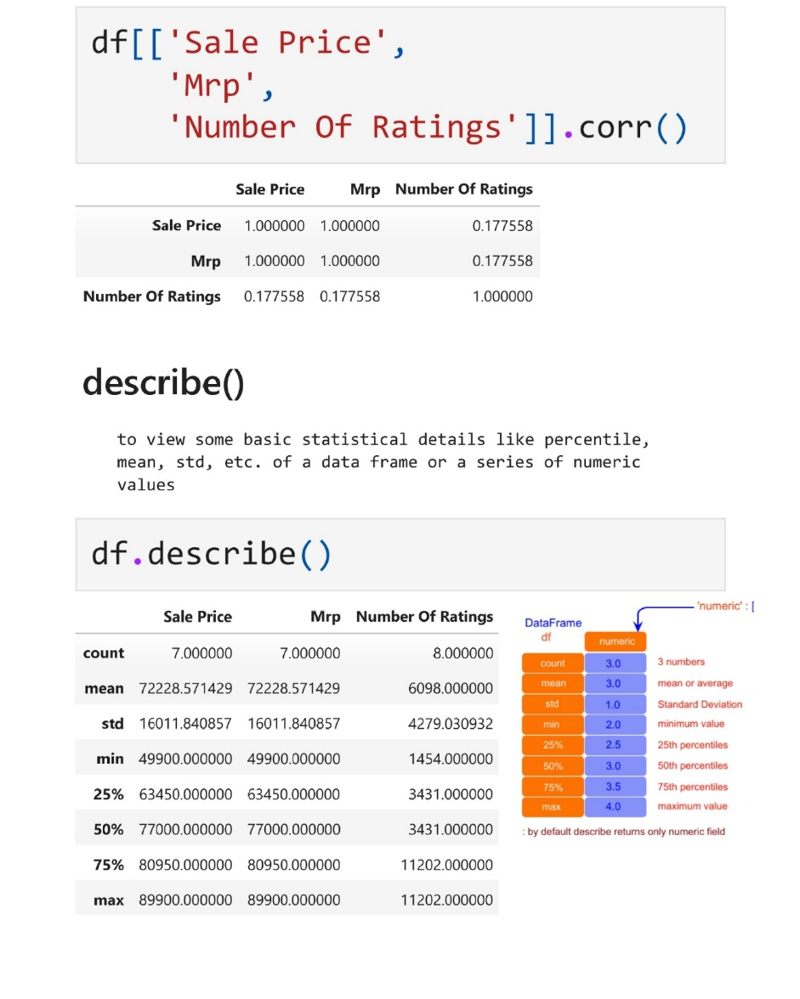 df[['Sale Price',
'Mrp',
'Number Of Ratings']].corr()
Sale Price Mrp Number Of Ratings
Sale Price 1.000000 1.000000 0.177558
Mrp 1.000000 1.000000 0.177558
Number Of Ratings 0.177558 0.177558 1.000000
describe()
to view some basic statistical details like percentile,
mean, std, etc. of a data frame or a series of numeric
values
df.describe()
Sale Price Mrp Number Of Ratings
count 7.000000 7.000000 8.000000
mean 72228.571429 72228.571429 6098.000000
std 16011.840857 16011.840857 4279.030932
min 49900.000000 49900.000000 1454.000000
25% 63450.000000 63450.000000 3431.000000
50% 77000.000000 77000.000000 3431.000000
75% 80950.000000 80950.000000 11202.000000
max 89900.000000 89900.000000 11202.000000
'numeric' : [
DataFrame
df
numeric
count 3.0 3 numbers
mean 3.0 mean or average
std 1.0 Standard Deviation
min 2.0 minimum value
25% 2.5 25th percentiles
50% 3.0 50th percentiles
75% 3.5 75th percentiles
max 4.0 maximum value
: by default describe returns only numeric field